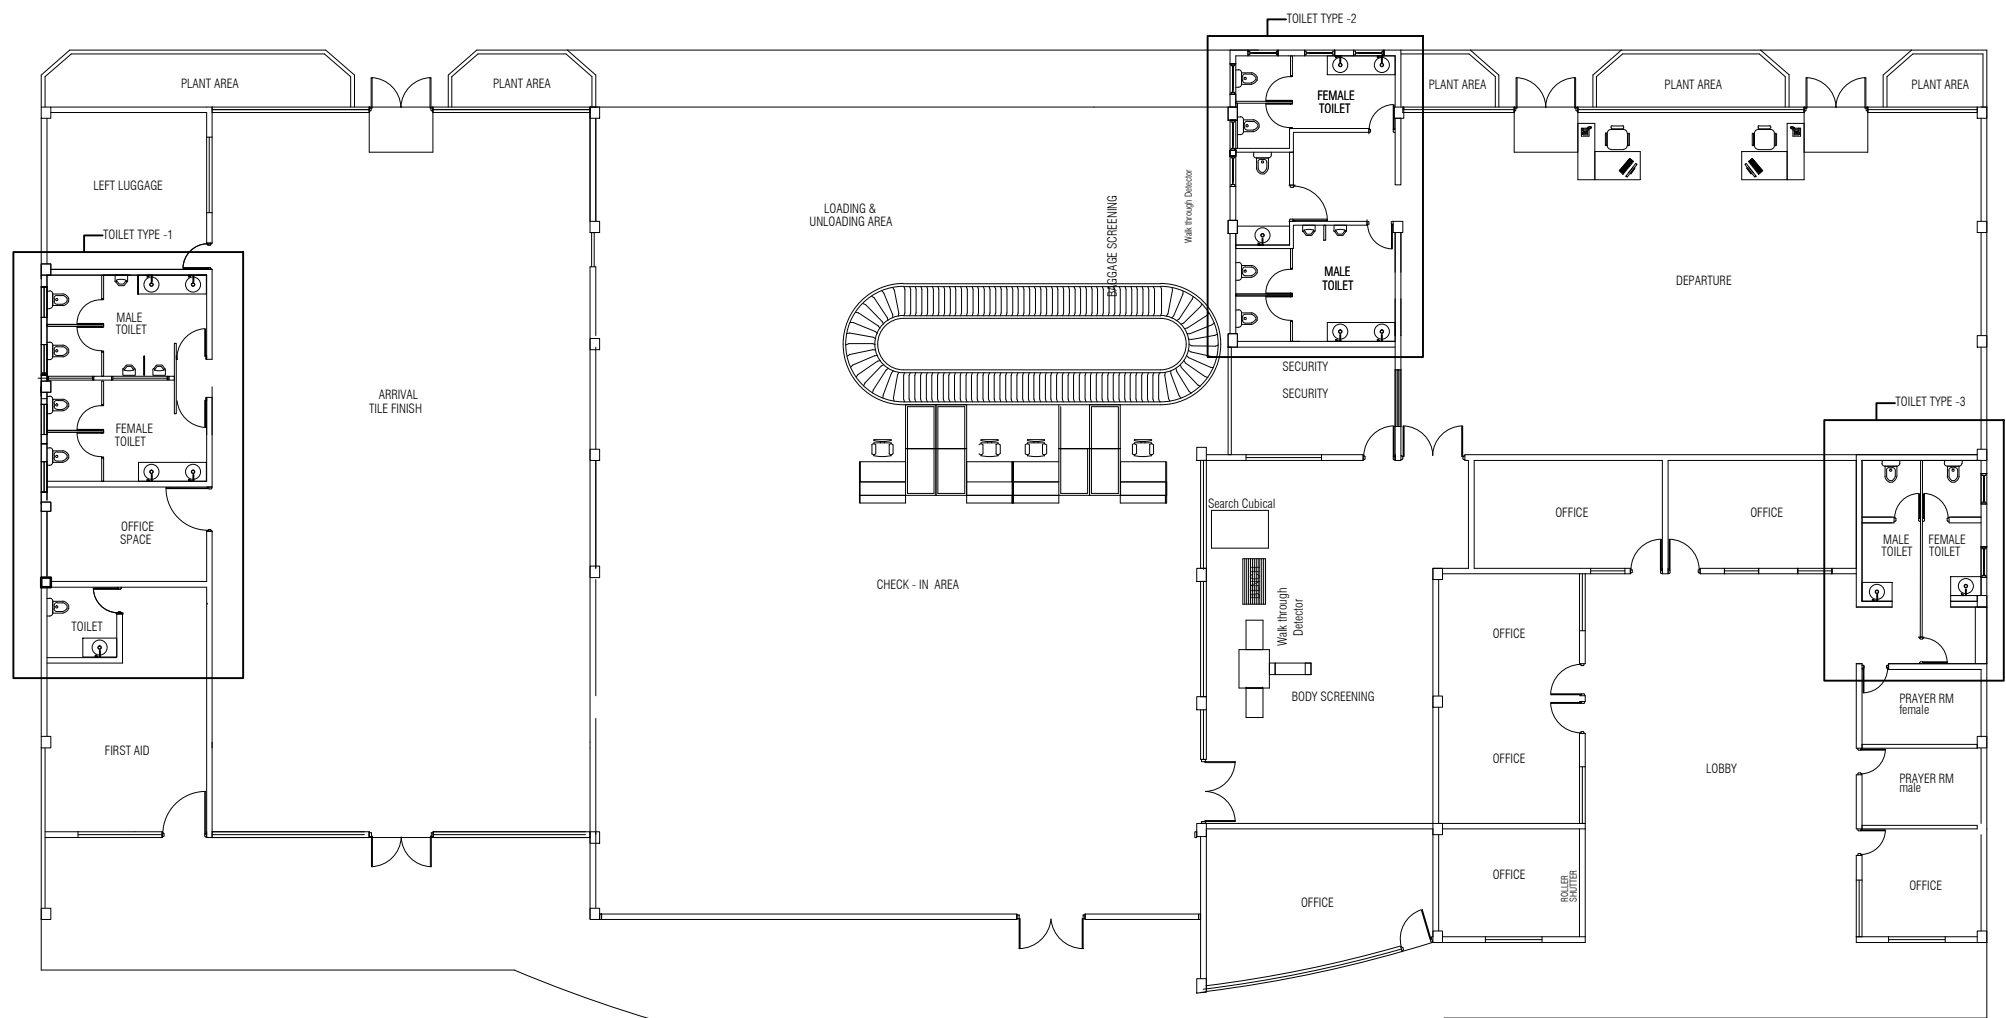 TOILET TYPE -2
PLANT AREA
PLANT AREA
PLANT AREA
PLANT AREA
PLANT AREA
FEMALE
TOILET
LEFT LUGGAGE
LOADING &
UNLOADING AREA
BAGGAGE SCREENING
Walk through Detector
TOILET TYPE -1
MALE
TOILET
DEPARTURE
MALE
TOILET
SECURITY
SECURITY
ARRIVAL
TILE FINISH
FEMALE
TOILET
TOILET TYPE -3
Search Cubical
OFFICE
SPACE
OFFICE
OFFICE
MALE
TOILET
FEMALE
TOILET
CHECK - IN AREA
BENCH
Walk through
Detector
TOILET
OFFICE
BODY SCREENING
PRAYER RM
female
FIRST AID
OFFICE
LOBBY
PRAYER RM
male
OFFICE
ROLLER
SHUTTER
OFFICE
OFFICE